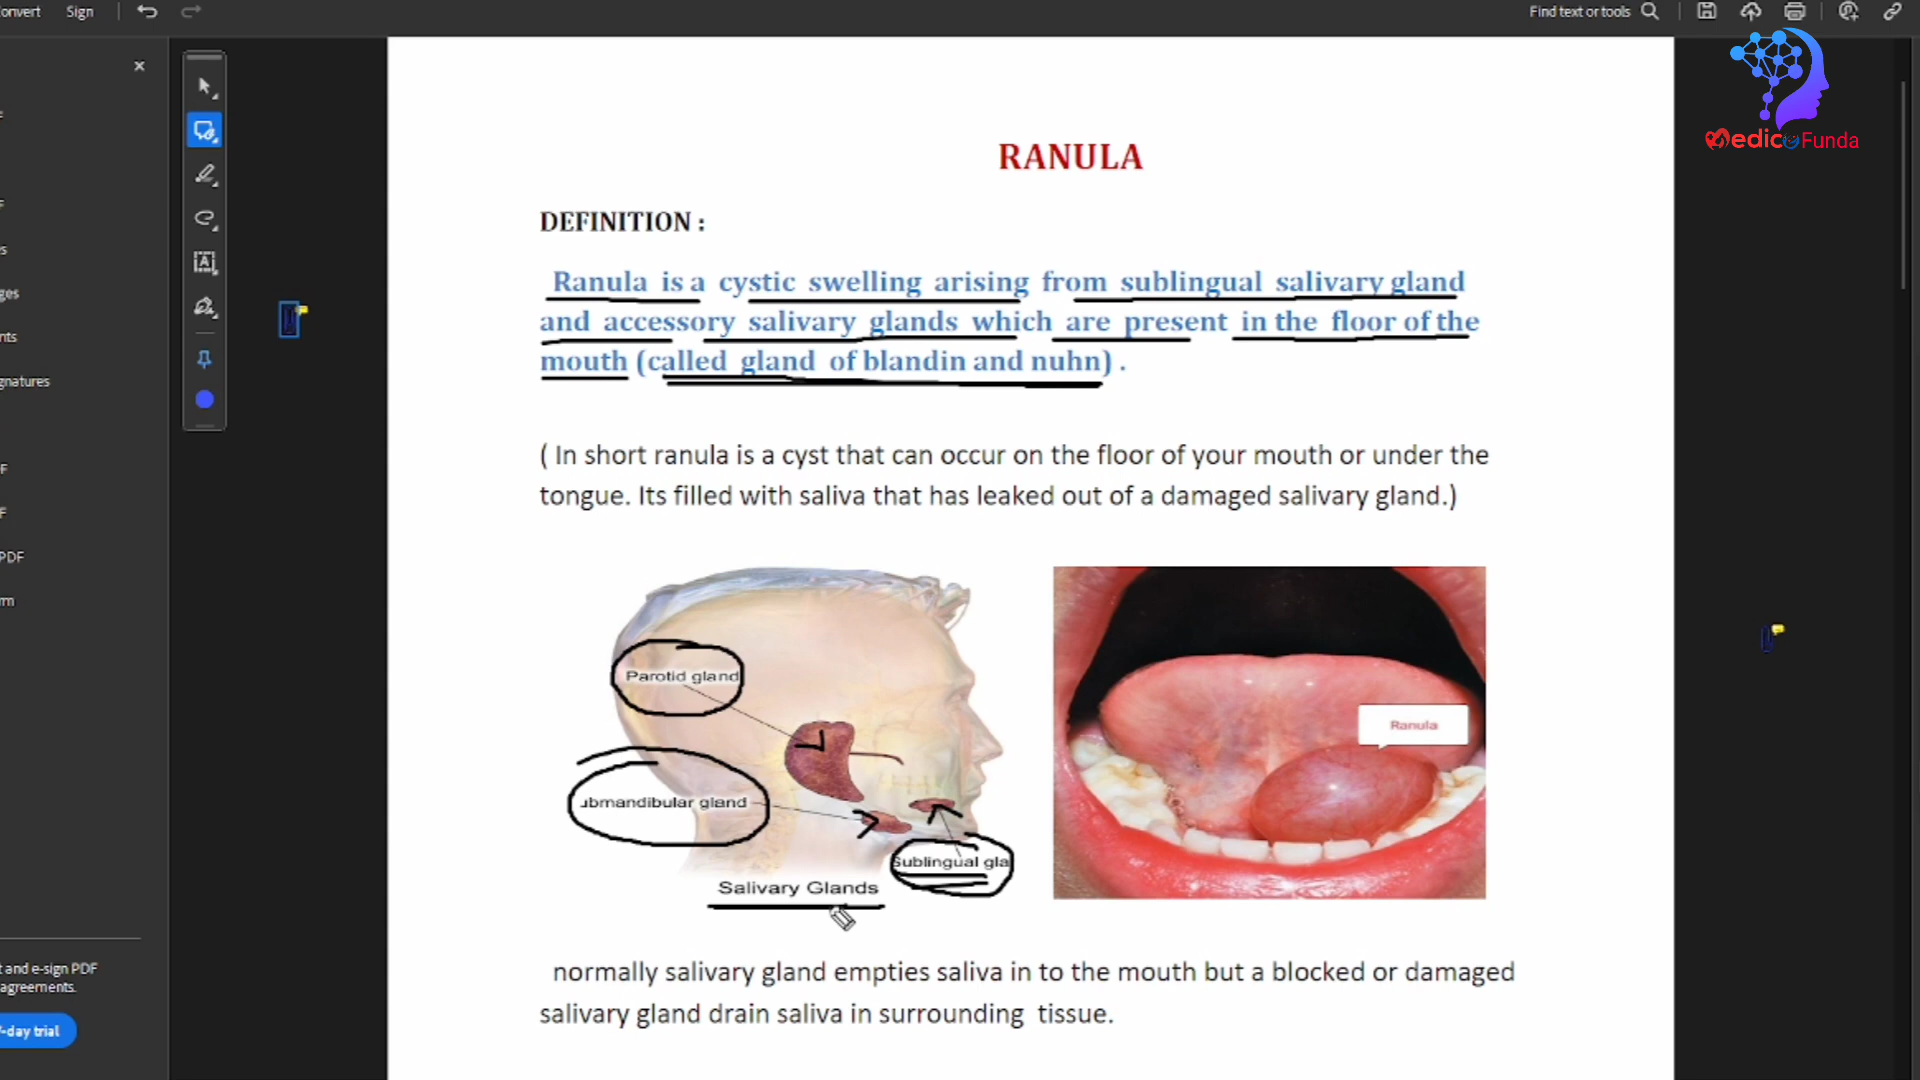 onvert Sign Find text or tools
MedicoFunda
RANULA
DEFINITION :
Ranula is a cystic swelling arising from sublingual salivary gland
and accessory salivary glands which are present in the floor of the
mouth (called gland of blandin and nuhn) .
( In short ranula is a cyst that can occur on the floor of your mouth or under the
tongue. Its filled with saliva that has leaked out of a damaged salivary gland.)
Parotid gland
Ranula
ubmandibular gland
Sublingual gla
Salivary Glands
normally salivary gland empties saliva in to the mouth but a blocked or damaged
salivary gland drain saliva in surrounding tissue.
ges
nts
gnatures
PDF
rm
t and e-sign PDF
agreements.
7-day trial